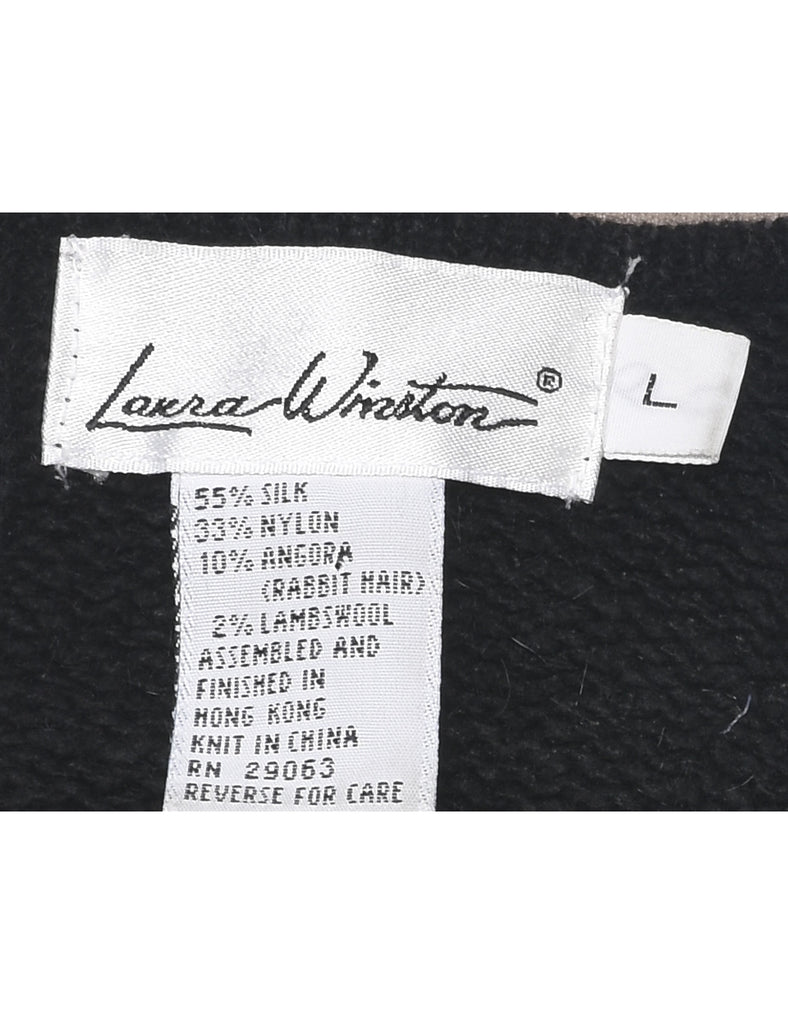 Laura Winston ®
L
55% SILK
33% NYLON
10% ANGORA
(RABBIT HAIR)
2% LAMBSWOOL
ASSEMBLED AND
FINISHED IN
HONG KONG
KNIT IN CHINA
RN 29063
REVERSE FOR CARE